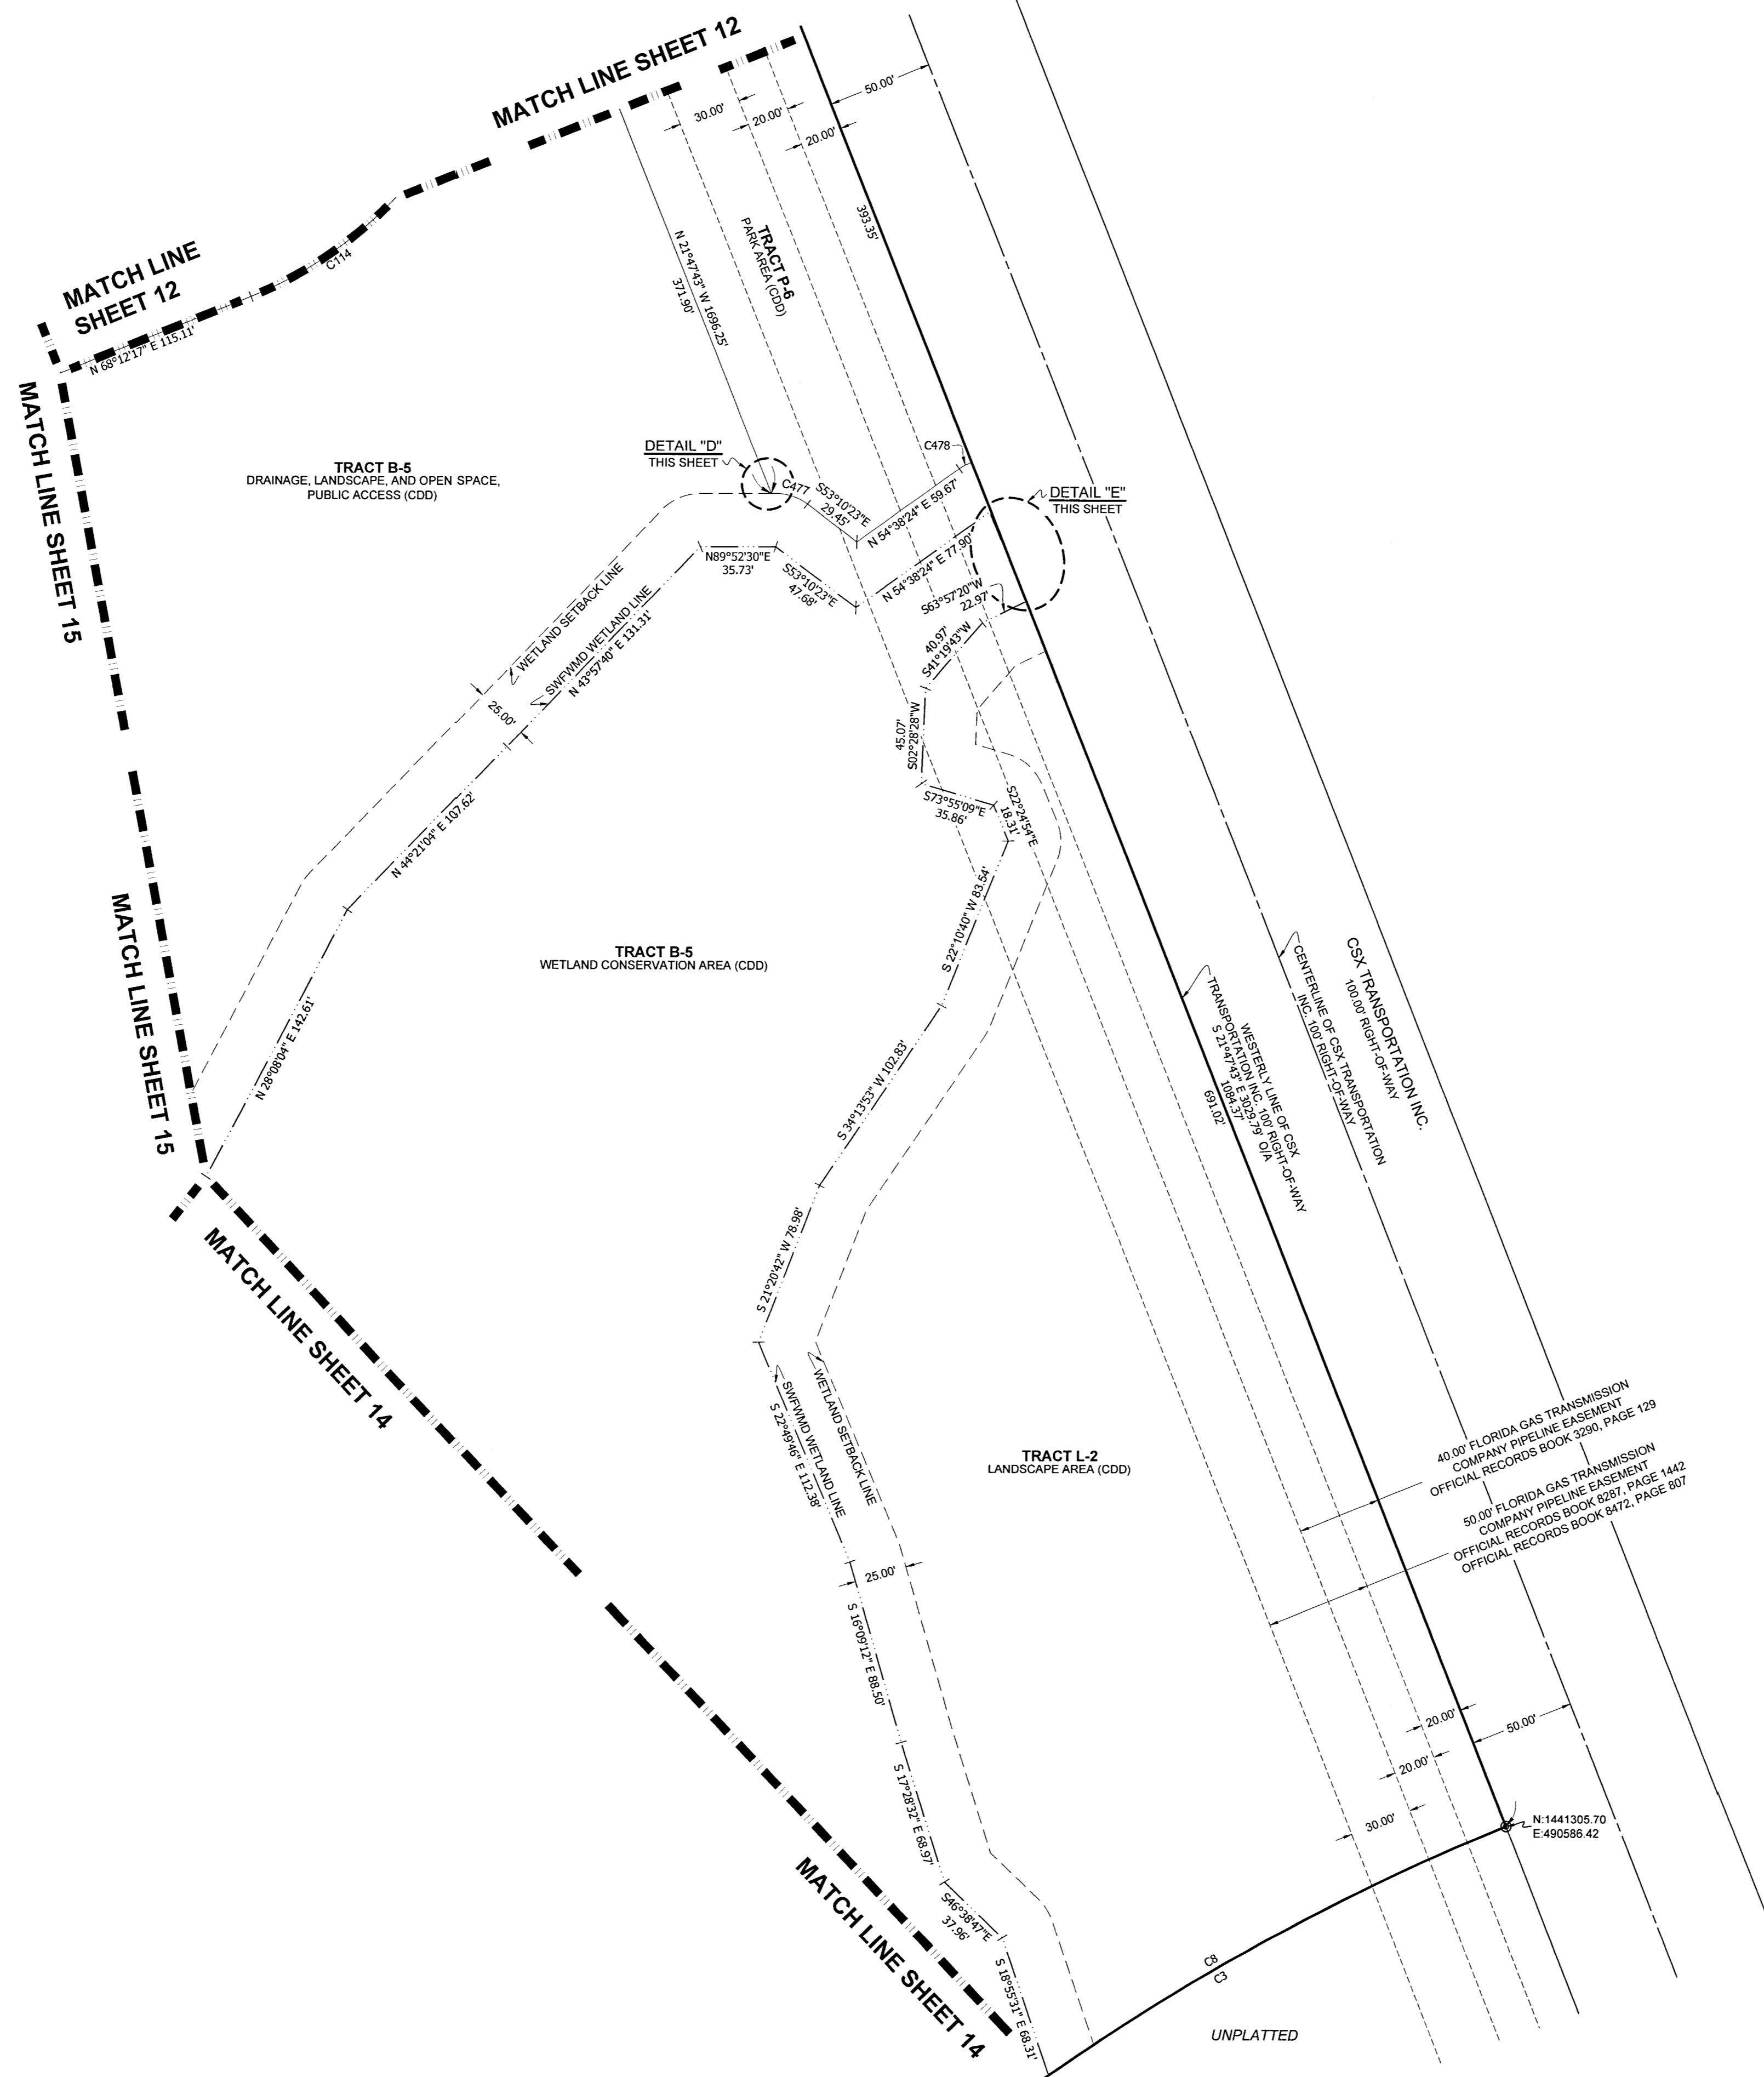 MATCH LINE SHEET 12
50.00'
30.00'
20.00'
20.00'
393.35'
TRACT P-6
PARK AREA (CDD)
N 21°47'43" W 1696.25'
371.90'
MATCH LINE
SHEET 12
C114
N 68°12'17" E 115.11'
MATCH LINE SHEET 15
TRACT B-5
DRAINAGE, LANDSCAPE, AND OPEN SPACE,
PUBLIC ACCESS (CDD)
DETAIL "D"
THIS SHEET
C477
S53°10'23"E
29.45'
C478
N 54°38'24" E 59.67'
DETAIL "E"
THIS SHEET
N 54°38'24" E 77.90'
N89°52'30"E
35.73'
S53°10'23"E
47.68'
S63°57'20"W
22.97'
40.97'
S41°19'43"W
WETLAND SETBACK LINE
SWFWMD WETLAND LINE
N 43°57'40" E 131.31'
25.00'
45.07'
S02°28'28"W
S73°55'09"E
35.86'
S22°24'54"E
18.31'
N 44°21'04" E 107.62'
S 22°10'40" W 83.54'
TRACT B-5
WETLAND CONSERVATION AREA (CDD)
MATCH LINE SHEET 15
N 28°08'04" E 142.61'
S 34°13'53" W 102.83'
CSX TRANSPORTATION INC.
100.00' RIGHT-OF-WAY
CENTERLINE OF CSX TRANSPORTATION
INC. 100' RIGHT-OF-WAY
WESTERLY LINE OF CSX
TRANSPORTATION INC. 100' RIGHT-OF-WAY
S 21°47'43" E 3029.79' O/A
1084.37'
691.02'
S 21°20'42" W 78.98'
MATCH LINE SHEET 14
SWFWMD WETLAND LINE
S 22°49'46" E 112.38'
WETLAND SETBACK LINE
TRACT L-2
LANDSCAPE AREA (CDD)
40.00' FLORIDA GAS TRANSMISSION
COMPANY PIPELINE EASEMENT
OFFICIAL RECORDS BOOK 3290, PAGE 129
50.00' FLORIDA GAS TRANSMISSION
COMPANY PIPELINE EASEMENT
OFFICIAL RECORDS BOOK 8287, PAGE 1442
OFFICIAL RECORDS BOOK 8472, PAGE 807
25.00'
S 16°09'12" E 88.50'
20.00'
50.00'
20.00'
30.00'
N:1441305.70
E:490586.42
S 17°28'32" E 68.97'
MATCH LINE SHEET 14
S46°38'47"E
37.96'
S 18°55'31" E 68.31'
C8
C3
UNPLATTED